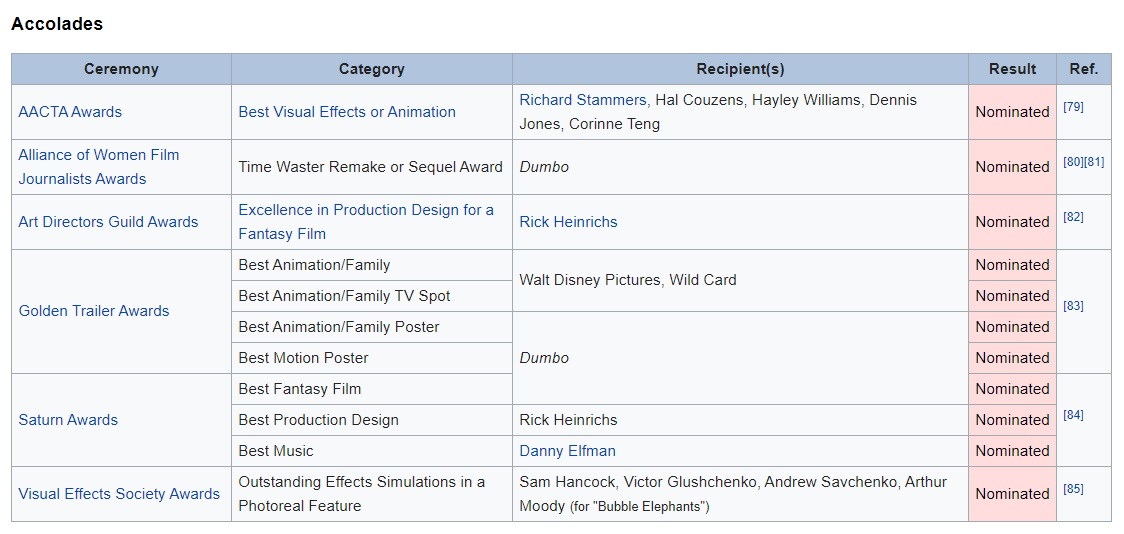 Accolades
Ceremony Category Recipient(s) Result Ref.
AACTA Awards Best Visual Effects or Animation Richard Stammers, Hal Couzens, Hayley Williams, Dennis
Jones, Corinne Teng Nominated [79]
Alliance of Women Film
Journalists Awards Time Waster Remake or Sequel Award Dumbo Nominated [80][81]
Art Directors Guild Awards Excellence in Production Design for a
Fantasy Film Rick Heinrichs Nominated [82]
Golden Trailer Awards Best Animation/Family Walt Disney Pictures, Wild Card Nominated [83]
Best Animation/Family TV Spot Nominated
Best Animation/Family Poster Dumbo Nominated
Best Motion Poster Nominated
Saturn Awards Best Fantasy Film Nominated [84]
Best Production Design Rick Heinrichs Nominated
Best Music Danny Elfman Nominated
Visual Effects Society Awards Outstanding Effects Simulations in a
Photoreal Feature Sam Hancock, Victor Glushchenko, Andrew Savchenko, Arthur
Moody (for "Bubble Elephants") Nominated [85]